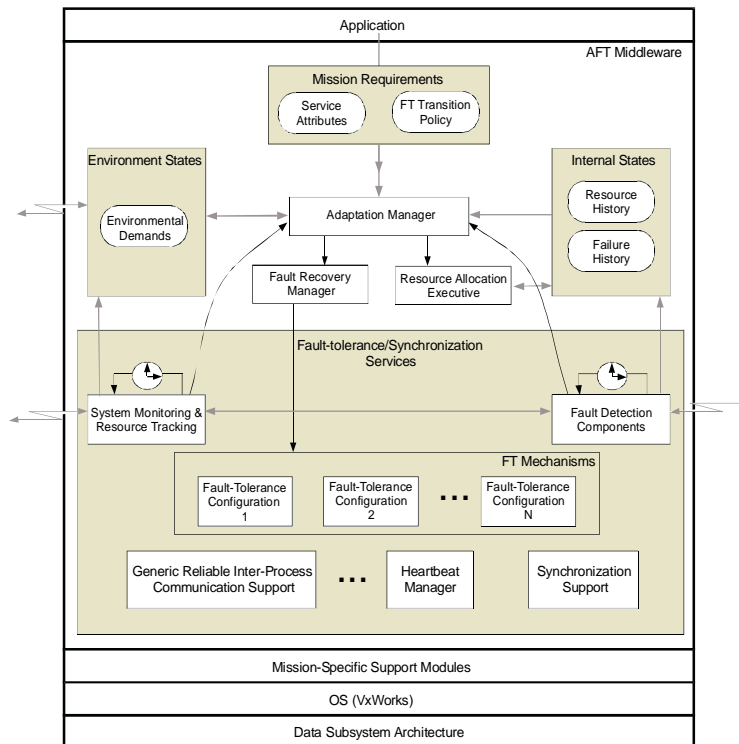 Application
AFT Middleware
Mission Requirements
Service
Attributes
FT Transition
Policy
Environment States
Environmental
Demands
Internal States
Resource
History
Failure
History
Adaptation Manager
Fault Recovery
Manager
Resource Allocation
Executive
Fault-tolerance/Synchronization
Services
System Monitoring &
Resource Tracking
Fault Detection
Components
FT Mechanisms
Fault-Tolerance
Configuration
1
Fault-Tolerance
Configuration
2
...
Fault-Tolerance
Configuration
N
Generic Reliable Inter-Process
Communication Support
...
Heartbeat
Manager
Synchronization
Support
Mission-Specific Support Modules
OS (VxWorks)
Data Subsystem Architecture